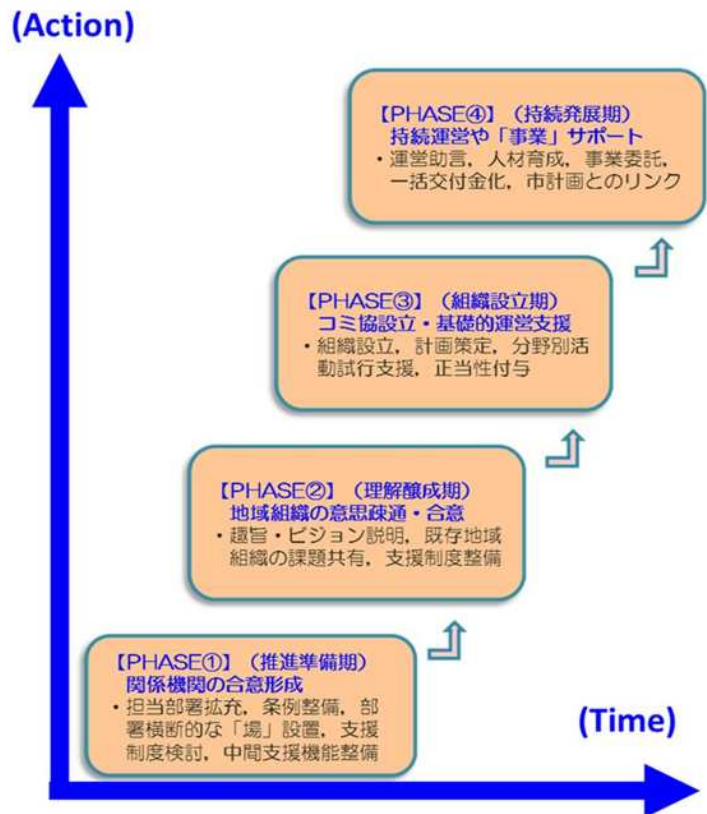 (Action)
【PHASE④】（持続発展期）
持続運営や「事業」サポート
・運営助言，人材育成，事業委託，
一括交付金化，市計画とのリンク
【PHASE③】（組織設立期）
コミ協設立・基礎的運営支援
・組織設立，計画策定，分野別活
動試行支援，正当性付与
【PHASE②】（理解醸成期）
地域組織の意思疎通・合意
・趣旨・ビジョン説明，既存地域
組織の課題共有，支援制度整備
【PHASE①】（推進準備期）
関係機関の合意形成
・担当部署拡充，条例整備，部
署横断的な「場」設置，支援
制度検討，中間支援機能整備
(Time)